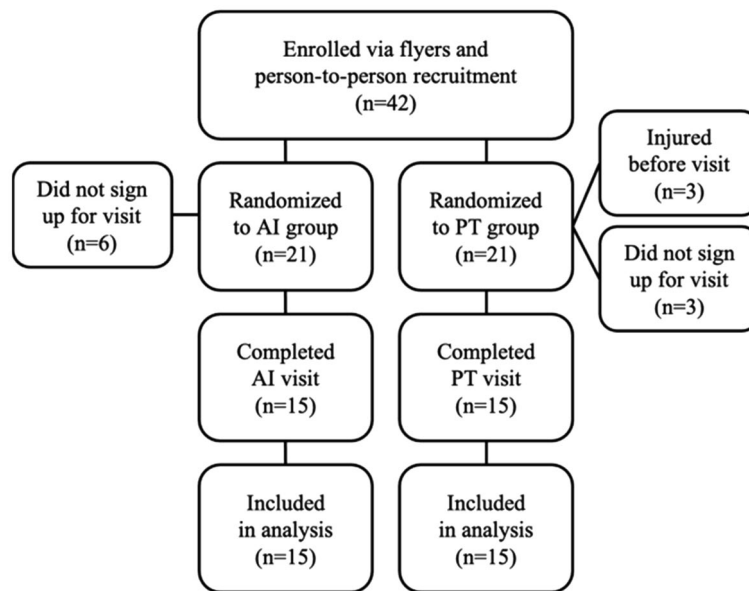 Enrolled via flyers and
person-to-person recruitment
(n=42)
Injured
before visit
(n=3)
Did not sign
up for visit
(n=6)
Randomized
to AI group
(n=21)
Randomized
to PT group
(n=21)
Did not sign
up for visit
(n=3)
Completed
AI visit
(n=15)
Completed
PT visit
(n=15)
Included
in analysis
(n=15)
Included
in analysis
(n=15)